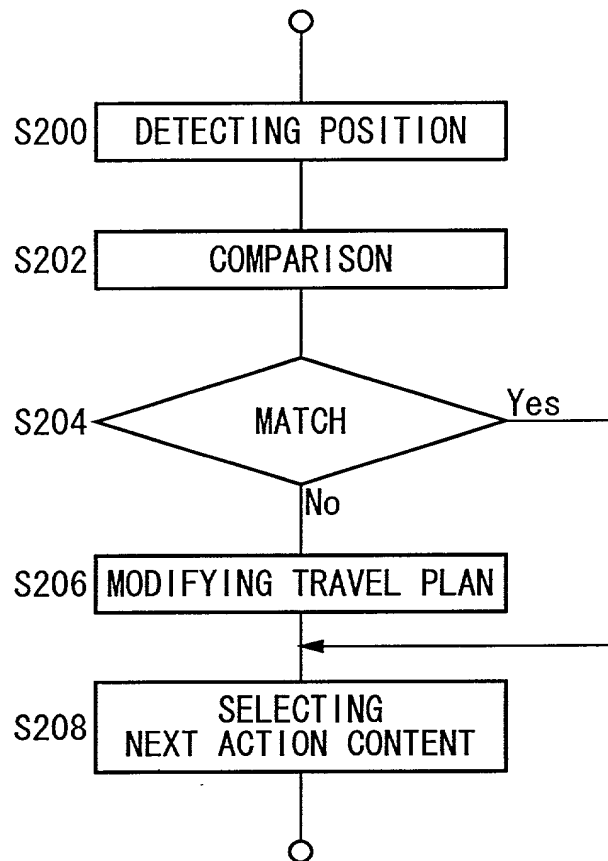 S200 DETECTING POSITION
S202 COMPARISON
S204 MATCH Yes
No
S206 MODIFYING TRAVEL PLAN
S208 SELECTING
NEXT ACTION CONTENT